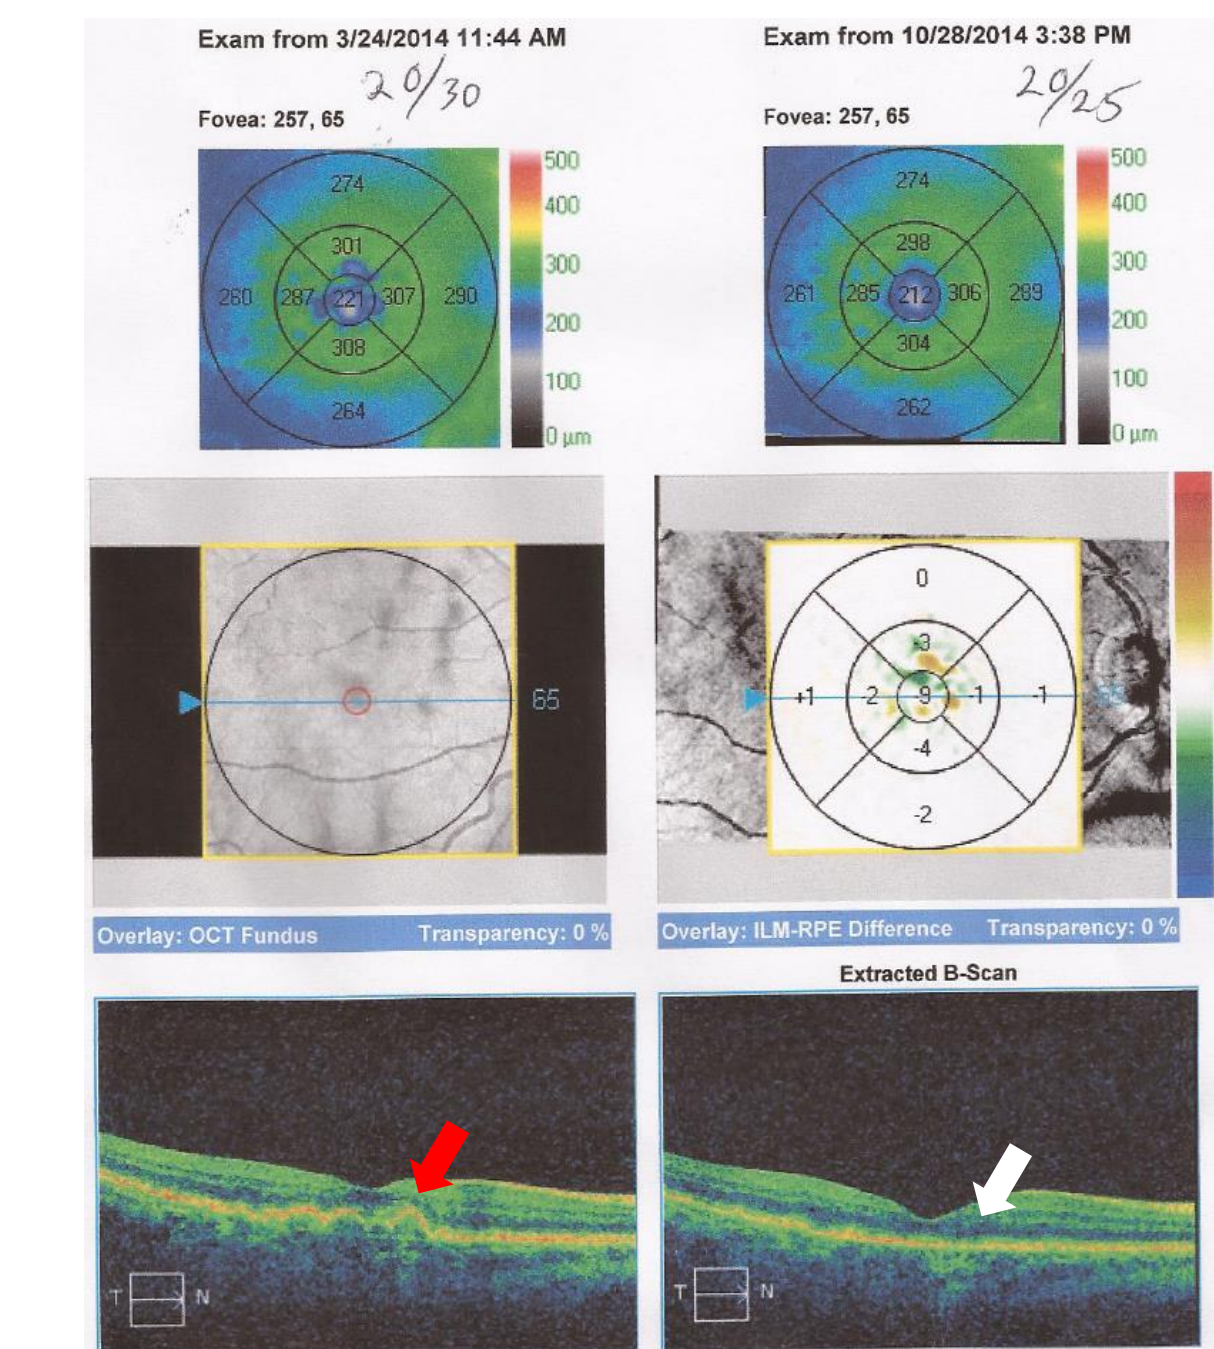 Exam from 3/24/2014 11:44 AM
20/30
Fovea: 257, 65
274
301
260 287 221 307 290
308
264
500
400
300
200
100
0 µm
Exam from 10/28/2014 3:38 PM
20/25
Fovea: 257, 65
274
298
261 285 212 306 289
304
262
500
400
300
200
100
0 µm
65
Overlay: OCT Fundus Transparency: 0 %
0
-3
+1 -2 -9 -1 -1
-4
-2
Overlay: ILM-RPE Difference Transparency: 0 %
Extracted B-Scan
T N
T N